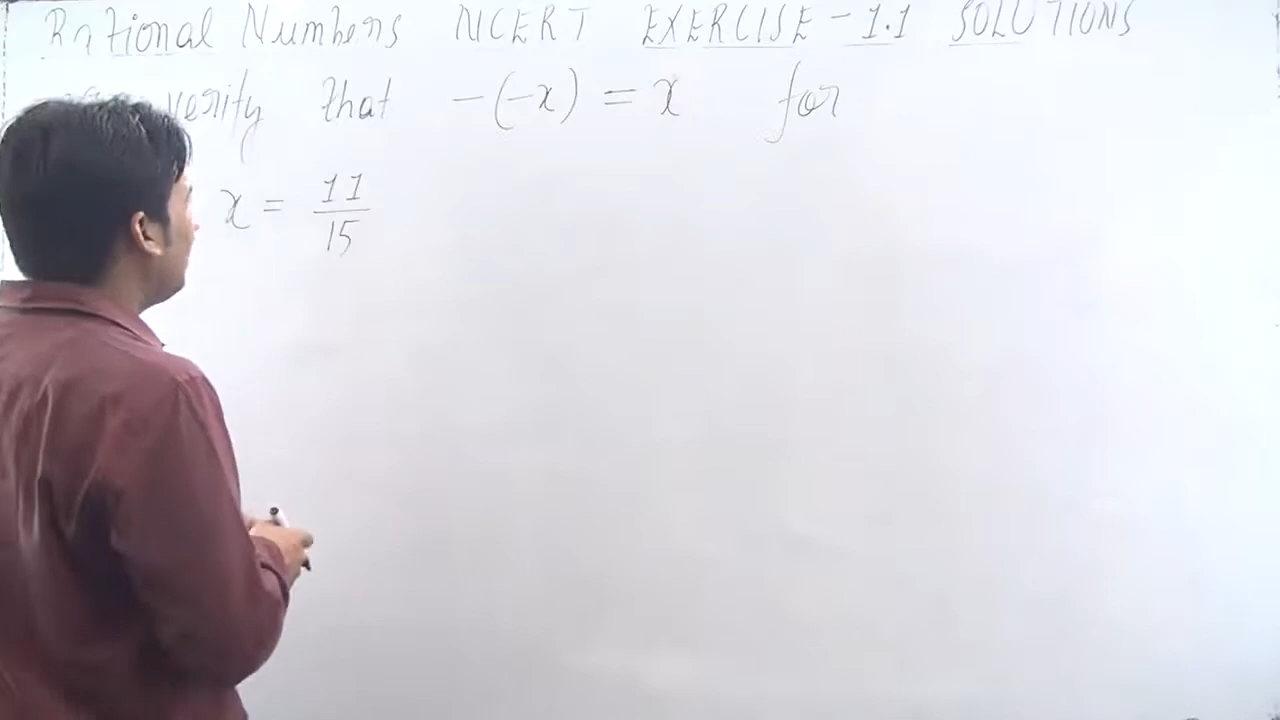 Rational Numbers NCERT EXERCISE - 1.1 SOLUTIONS
verify that -(-x) = x for
x = 11/15